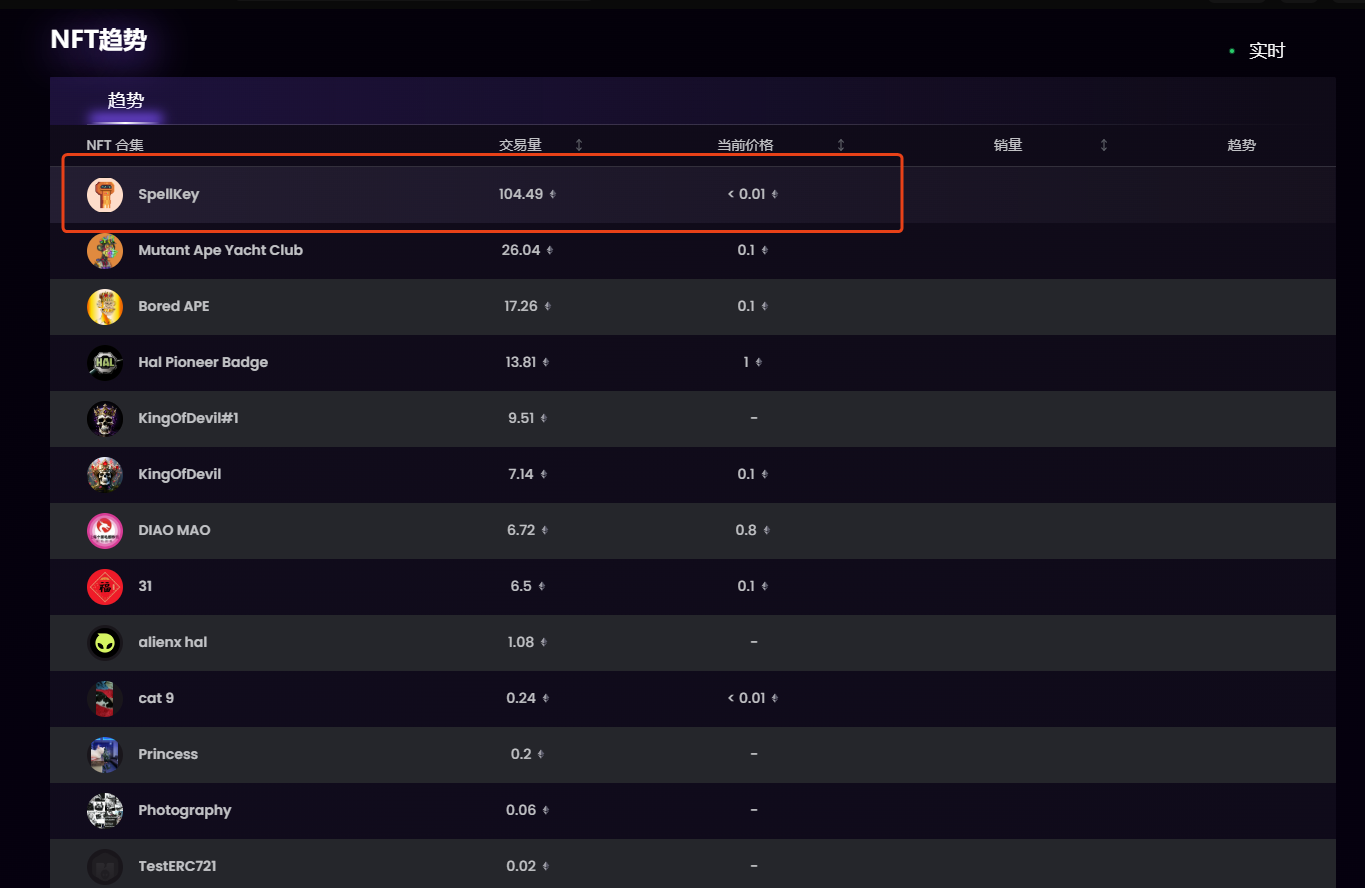 NFT趋势
实时
趋势
NFT 合集 交易量 当前价格 销量 趋势
SpellKey 104.49 < 0.01
Mutant Ape Yacht Club 26.04 0.1
Bored APE 17.26 0.1
HAL
Hal Pioneer Badge 13.81 1
KingOfDevil#1 9.51 -
KingOfDevil 7.14 0.1
DIAO MAO 6.72 0.8
福
31 6.5 0.1
alienx hal 1.08 -
cat 9 0.24 < 0.01
Princess 0.2 -
Photography 0.06 -
TestERC721 0.02 -